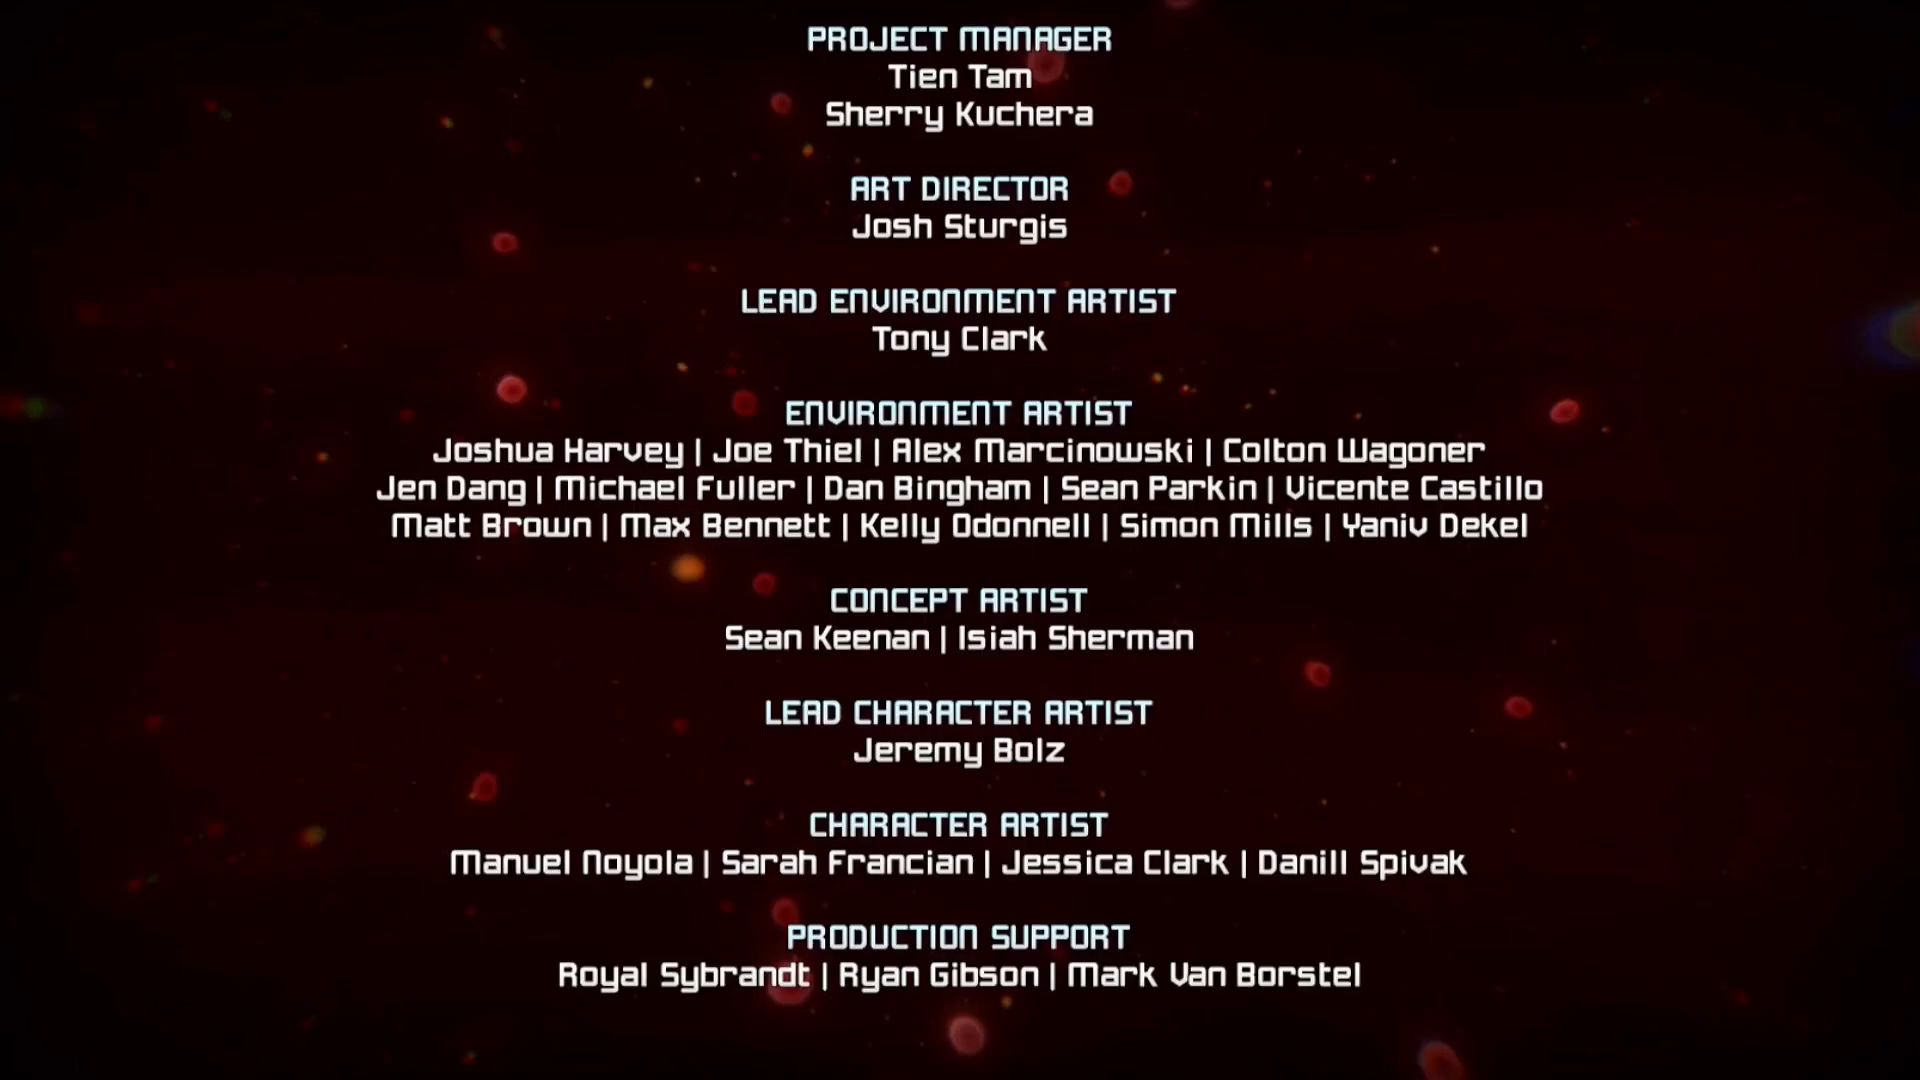 PROJECT MANAGER
Tien Tam
Sherry Kuchera
ART DIRECTOR
Josh Sturgis
LEAD ENVIRONMENT ARTIST
Tony Clark
ENVIRONMENT ARTIST
Joshua Harvey | Joe Thiel | Alex Marcinowski | Colton Wagoner
Jen Dang | Michael Fuller | Dan Bingham | Sean Parkin | Vicente Castillo
Matt Brown | Max Bennett | Kelly Odonnell | Simon Mills | Yaniv Dekel
CONCEPT ARTIST
Sean Keenan | Isiah Sherman
LEAD CHARACTER ARTIST
Jeremy Bolz
CHARACTER ARTIST
Manuel Noyola | Sarah Francian | Jessica Clark | Danill Spivak
PRODUCTION SUPPORT
Royal Sybrandt | Ryan Gibson | Mark Van Borstel